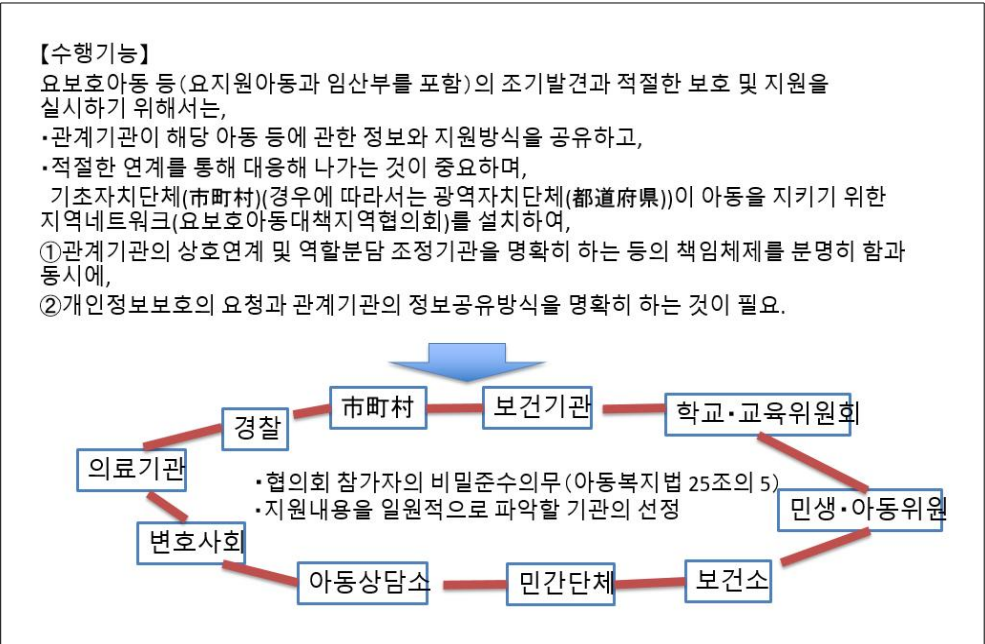 【수행기능】
요보호아동 등(요지원아동과 임산부를 포함)의 조기발견과 적절한 보호 및 지원을
실시하기 위해서는,
･관계기관이 해당 아동 등에 관한 정보와 지원방식을 공유하고,
･적절한 연계를 통해 대응해 나가는 것이 중요하며,
기초자치단체(市町村)(경우에 따라서는 광역자치단체(都道府県))이 아동을 지키기 위한
지역네트워크(요보호아동대책지역협의회)를 설치하여,
①관계기관의 상호연계 및 역할분담 조정기관을 명확히 하는 등의 책임체제를 분명히 함과
동시에,
②개인정보보호의 요청과 관계기관의 정보공유방식을 명확히 하는 것이 필요.
市町村
보건기관
학교･교육위원회
경찰
의료기관
･협의회 참가자의 비밀준수의무(아동복지법 25조의 5)
･지원내용을 일원적으로 파악할 기관의 선정
민생･아동위원
변호사회
아동상담소
민간단체
보건소